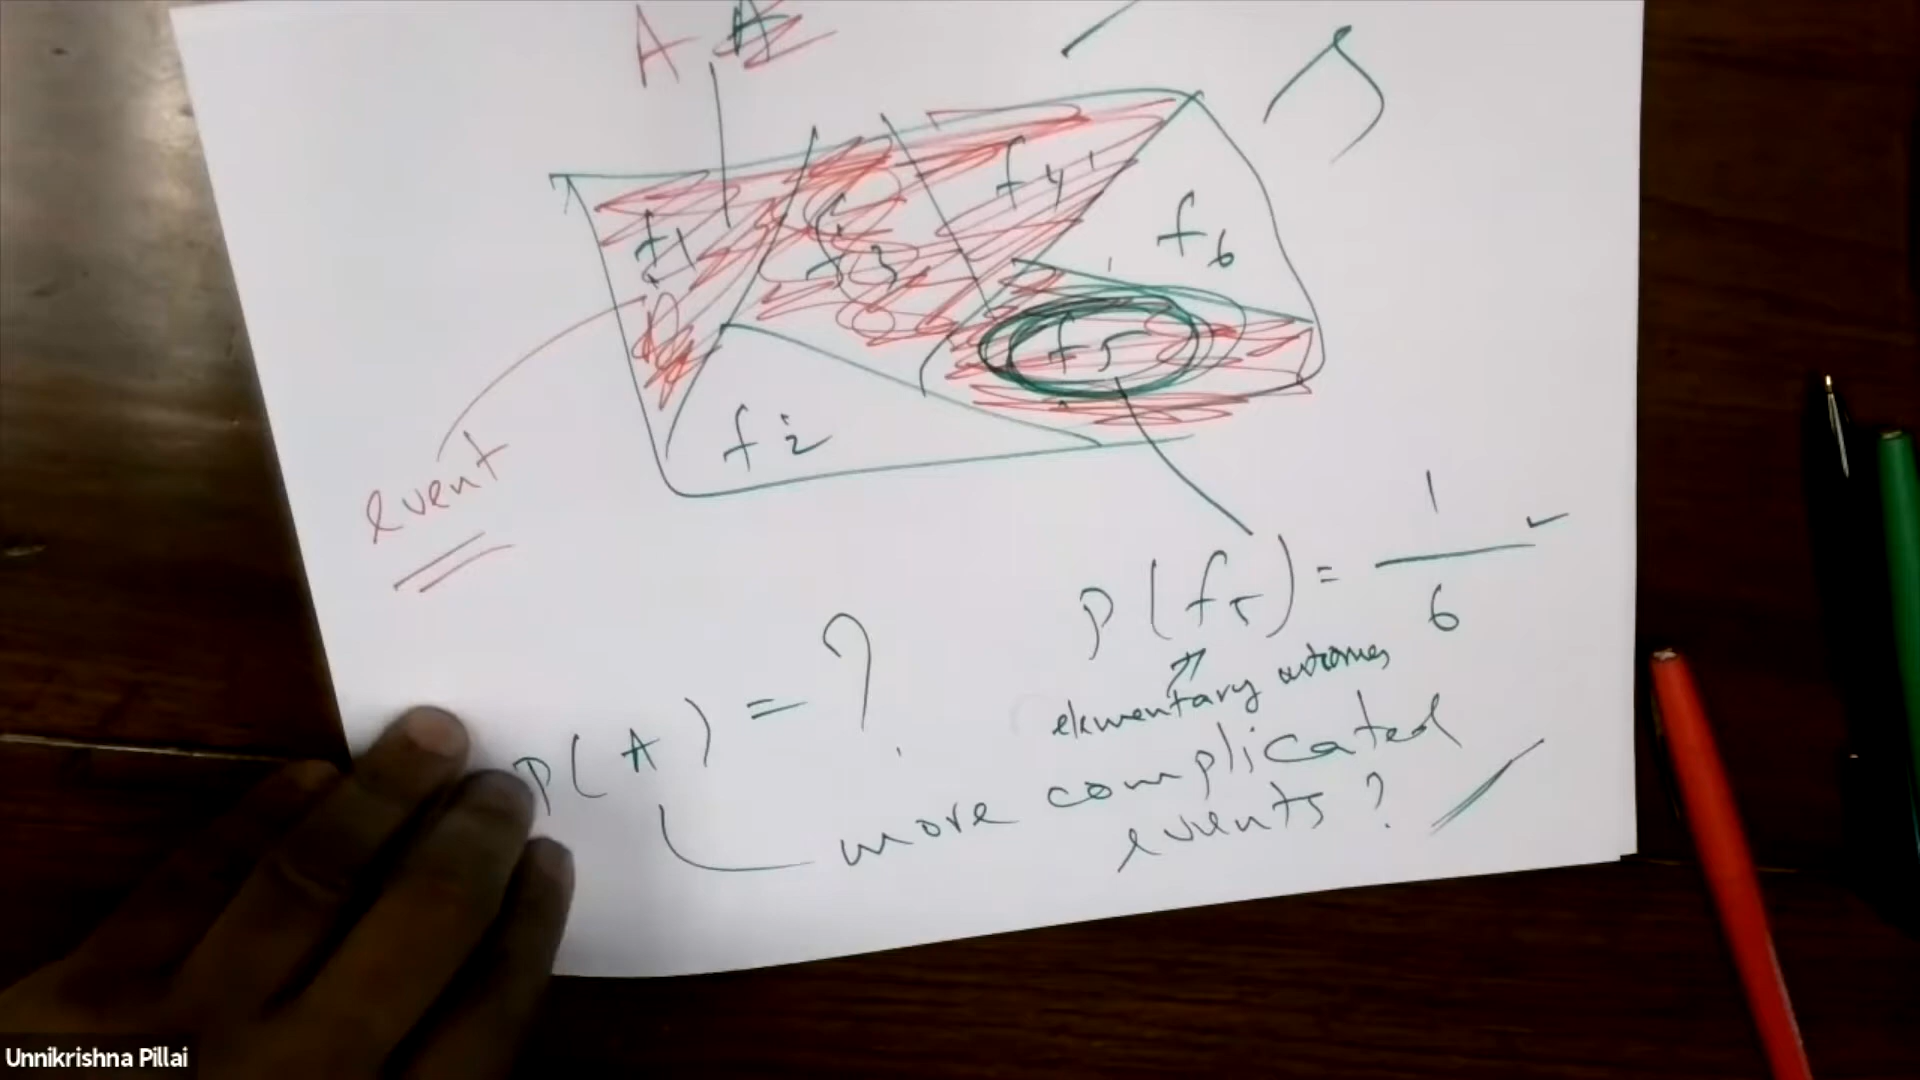 A A
f1 f3 f4 f6
f5
f2
event
P(f5) = 1/6
elementary outcomes
P(A) = ?
more complicated
events?
Unnikrishna Pillai